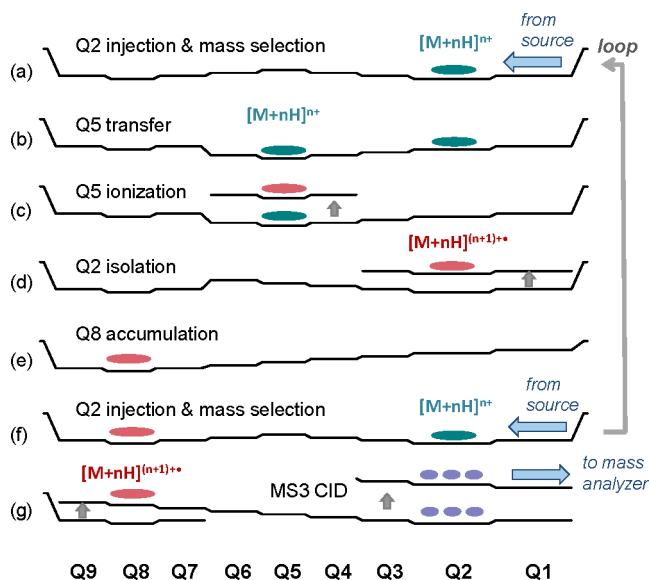 Q2 injection & mass selection
[M+nH]ⁿ⁺
from
source
loop
(a)
Q5 transfer
[M+nH]ⁿ⁺
(b)
Q5 ionization
(c)
[M+nH]⁽ⁿ⁺¹⁾⁺•
Q2 isolation
(d)
Q8 accumulation
(e)
Q2 injection & mass selection
[M+nH]ⁿ⁺
from
source
(f)
[M+nH]⁽ⁿ⁺¹⁾⁺•
MS3 CID
to mass
analyzer
(g)
Q9 Q8 Q7 Q6 Q5 Q4 Q3 Q2 Q1